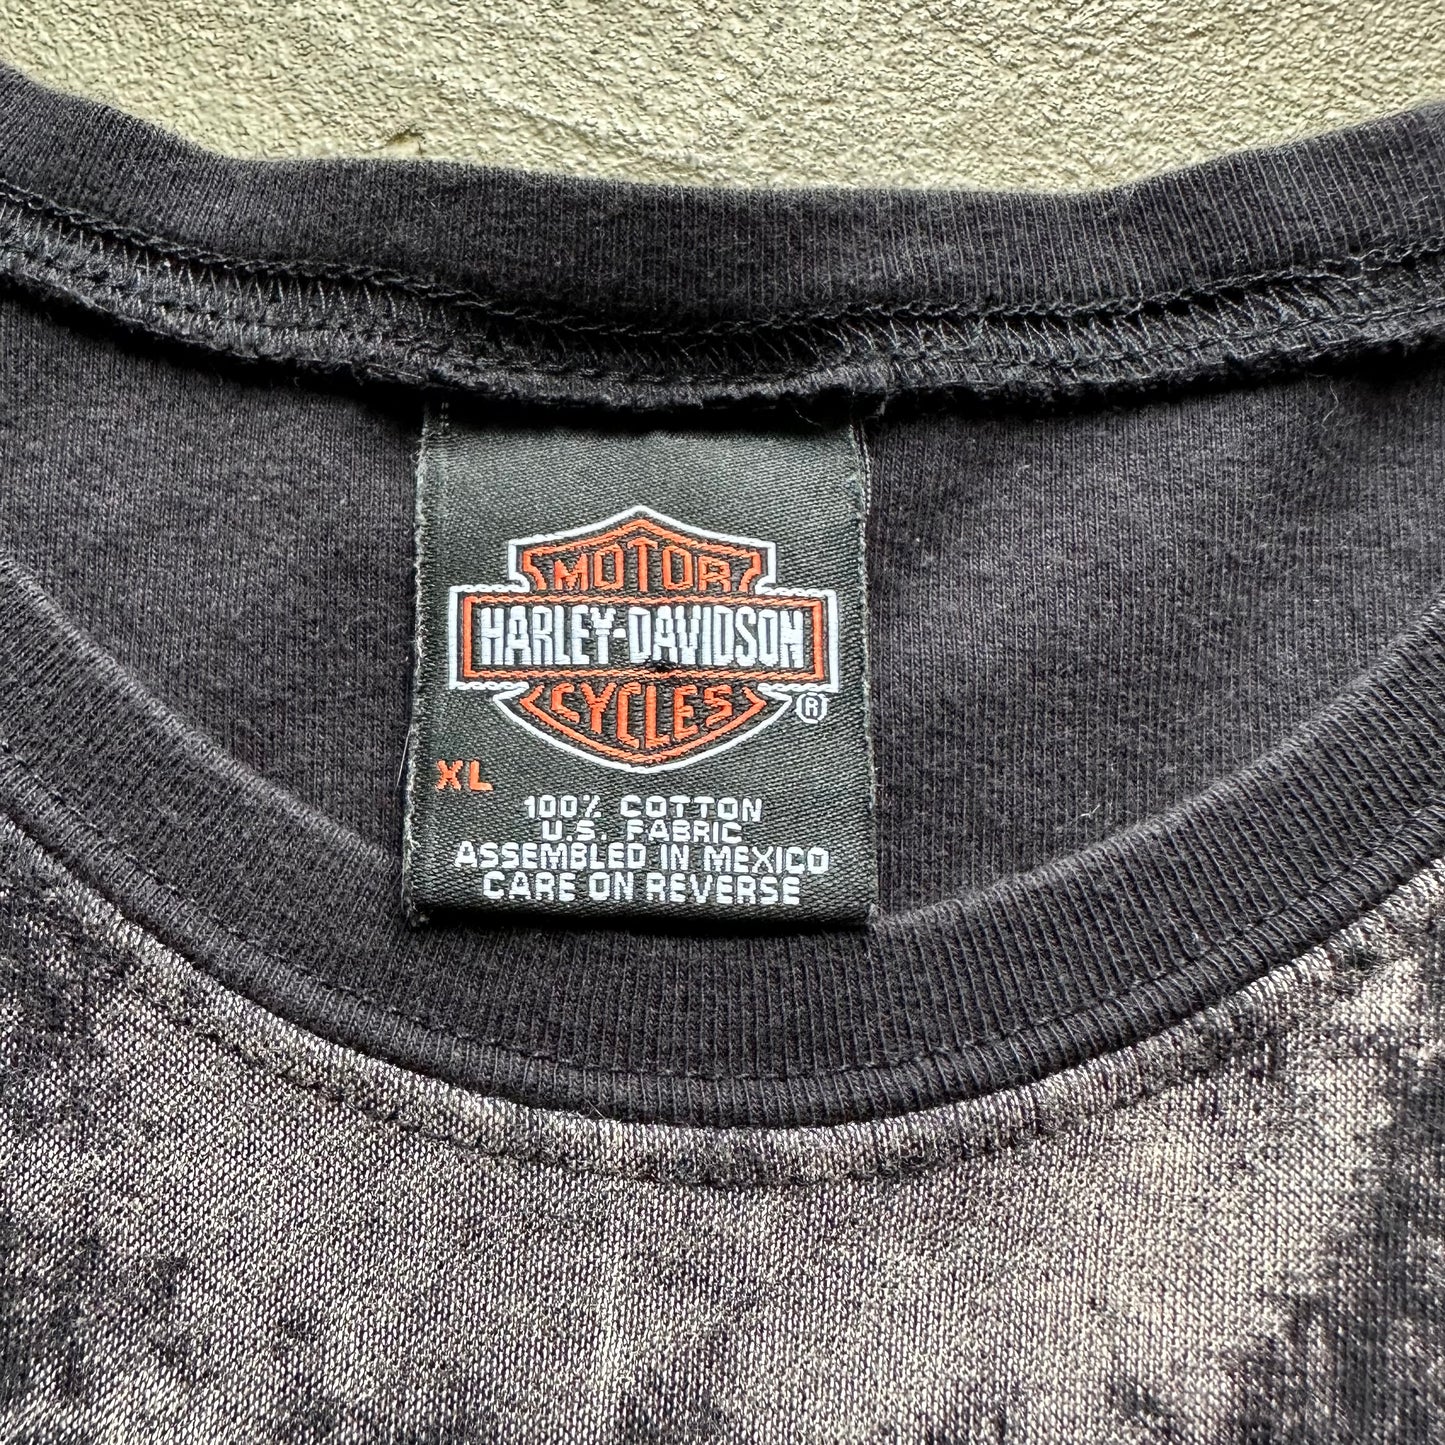 MOTOR
HARLEY-DAVIDSON
CYCLES
®
XL
100% COTTON
U.S. FABRIC
ASSEMBLED IN MEXICO
CARE ON REVERSE